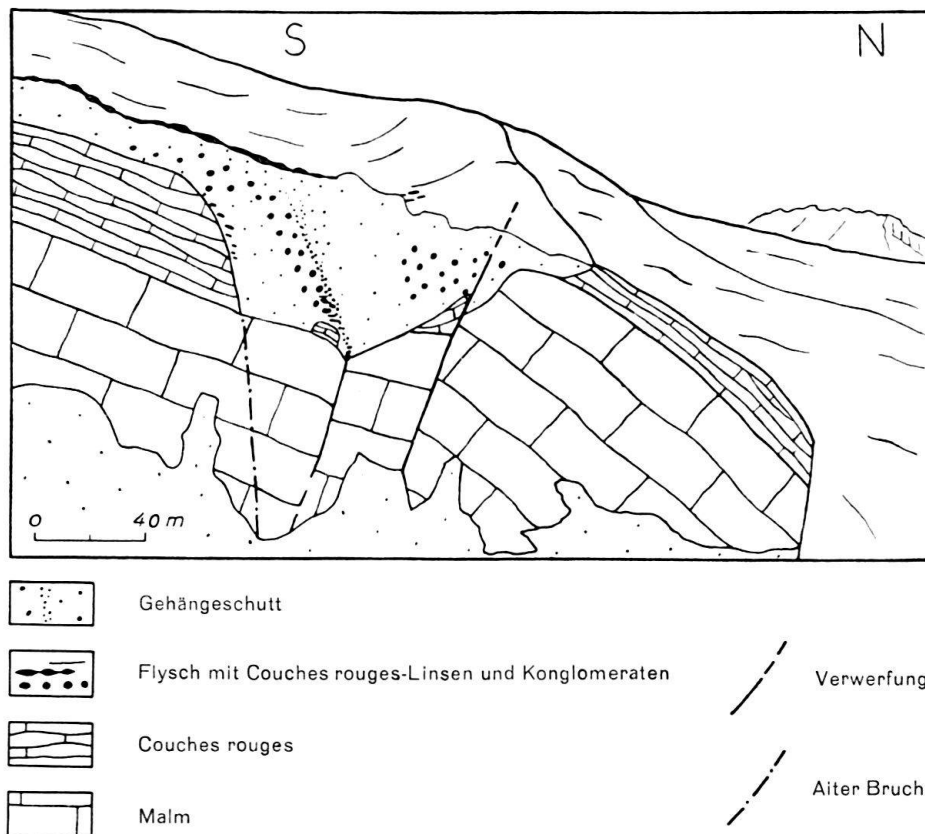 S N
0 40 m
Gehängeschutt
Flysch mit Couches rouges-Linsen und Konglomeraten
Verwerfung
Couches rouges
Aiter Bruch
Malm